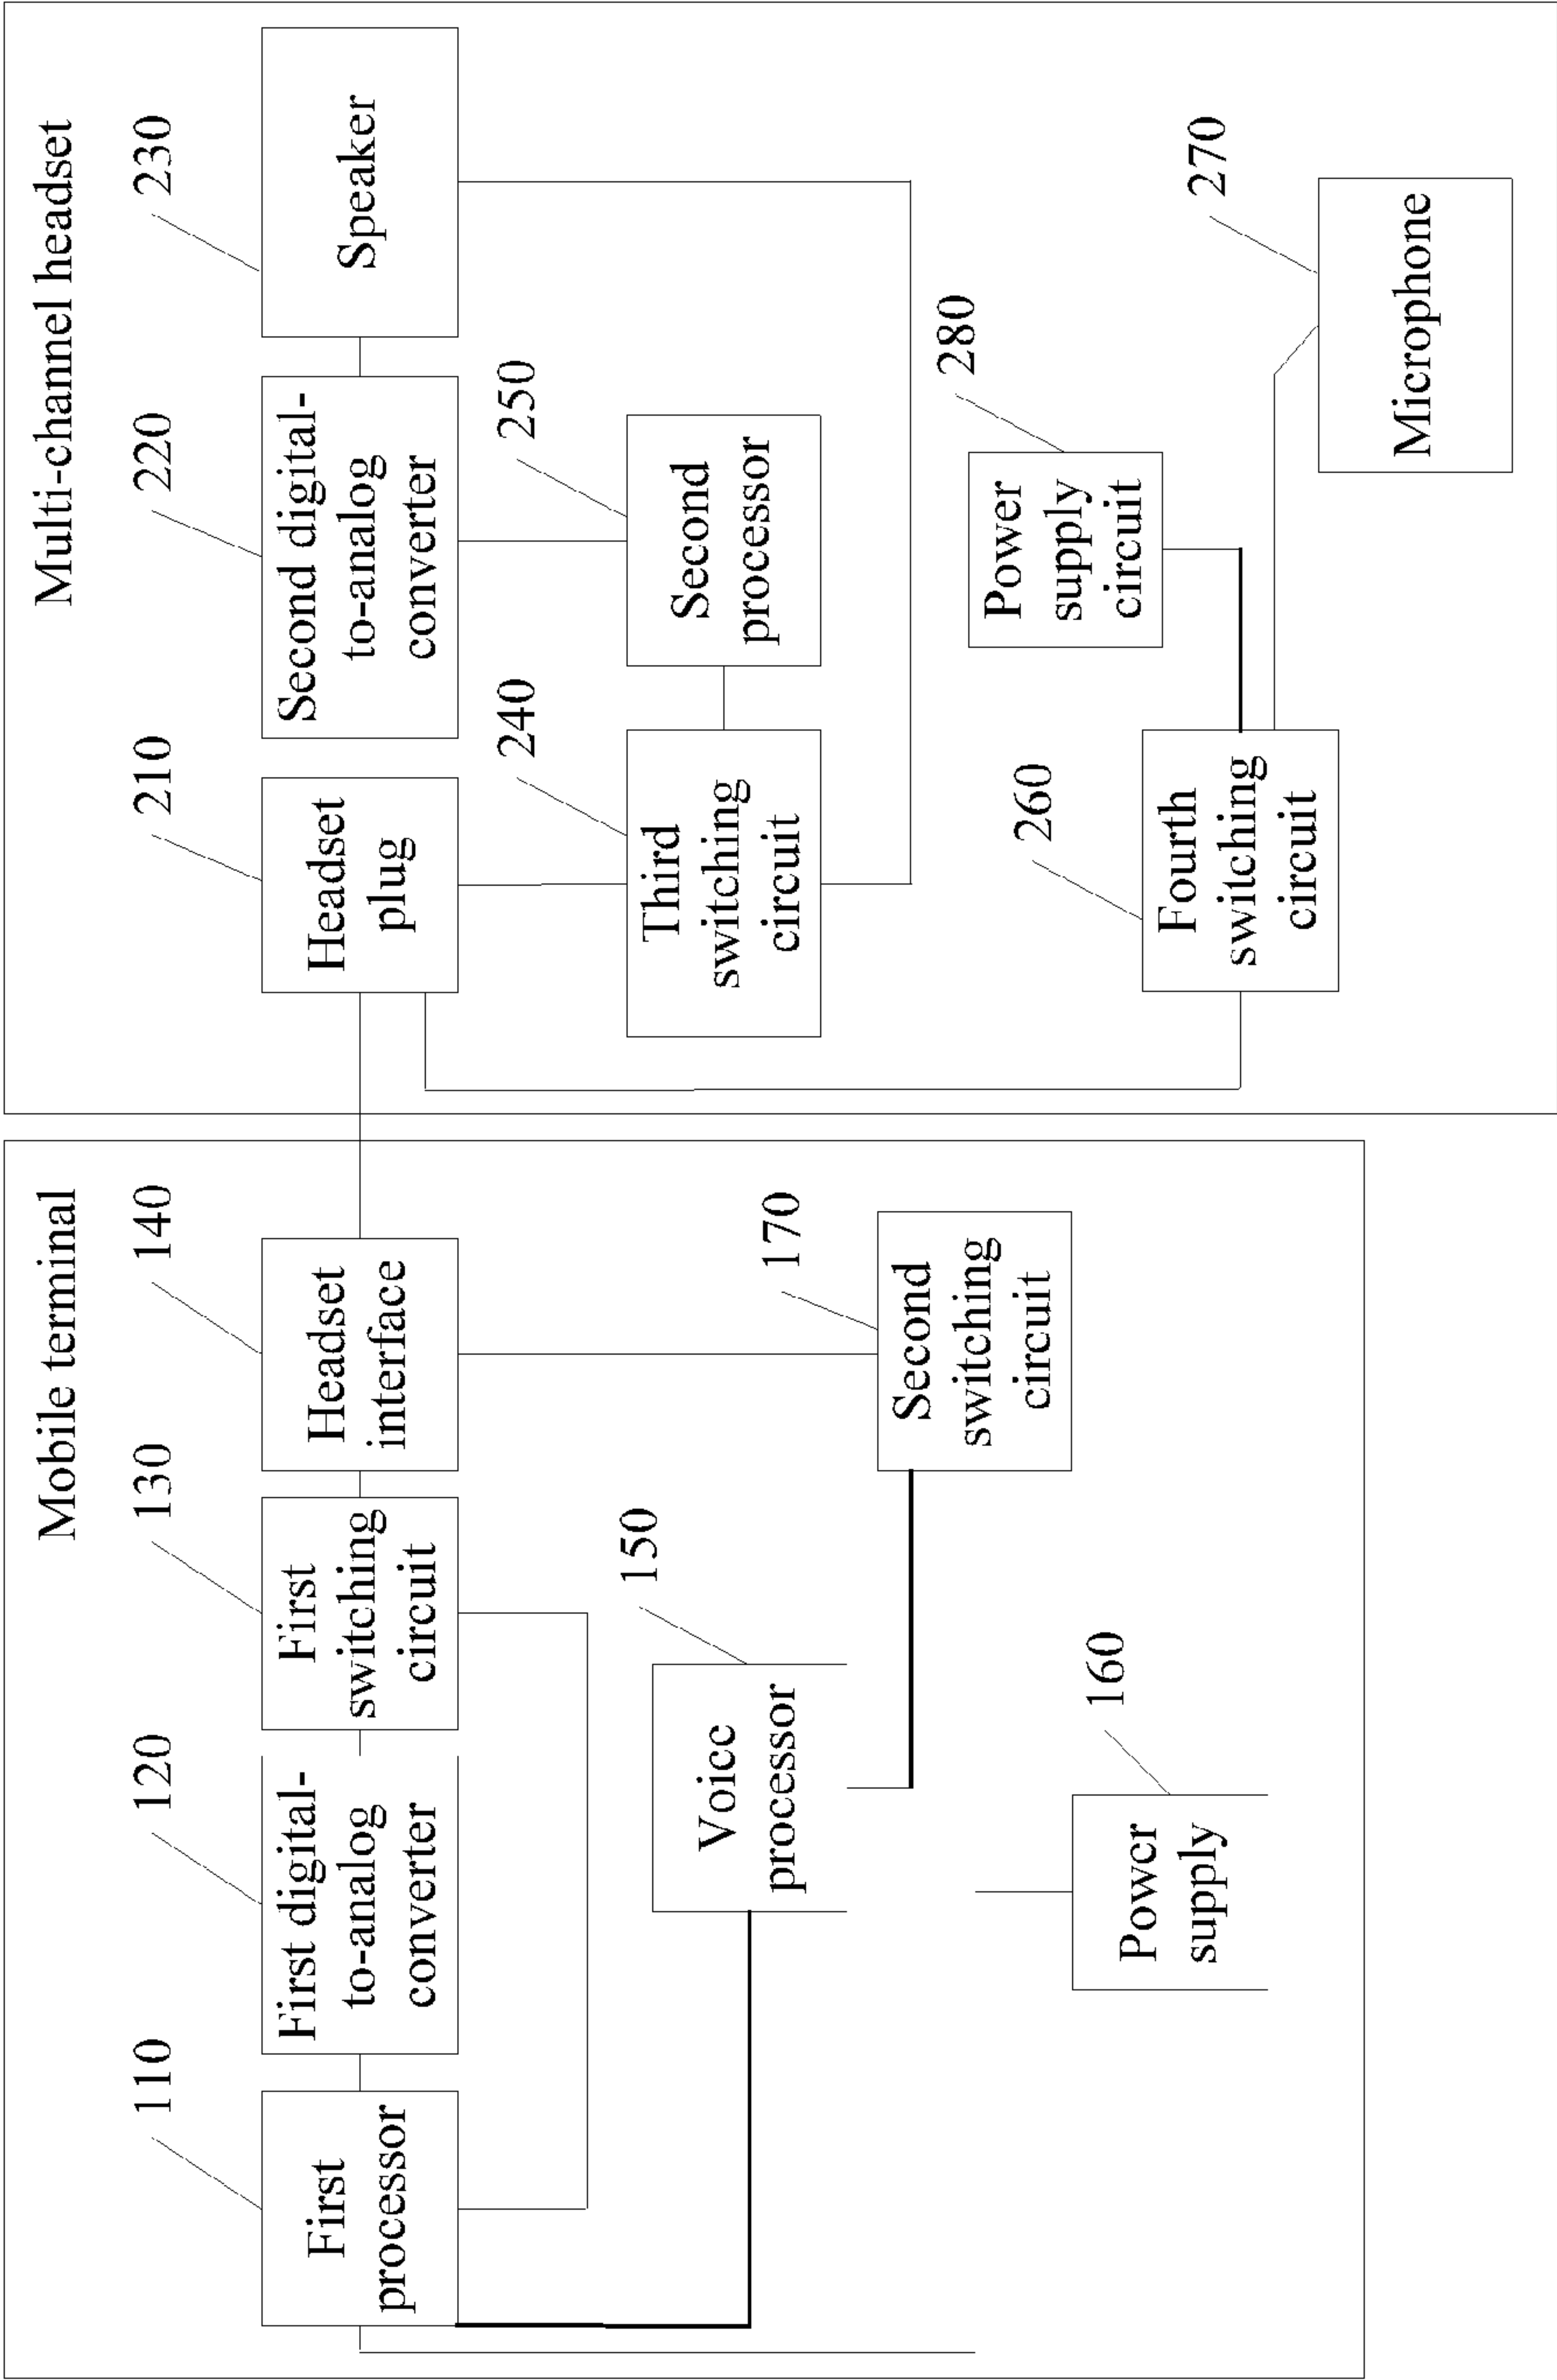 Mobile terminal
110
120
130
140
First
processor
First digital-
to-analog
converter
First
switching
circuit
Headset
interface
150
Voicc
processor
170
Second
switching
circuit
160
Powcr
supply
Multi-channel headset
210
220
230
Headset
plug
Second digital-
to-analog
converter
Speaker
240
250
Third
switching
circuit
Second
processor
280
Power
supply
circuit
260
270
Fourth
switching
circuit
Microphone